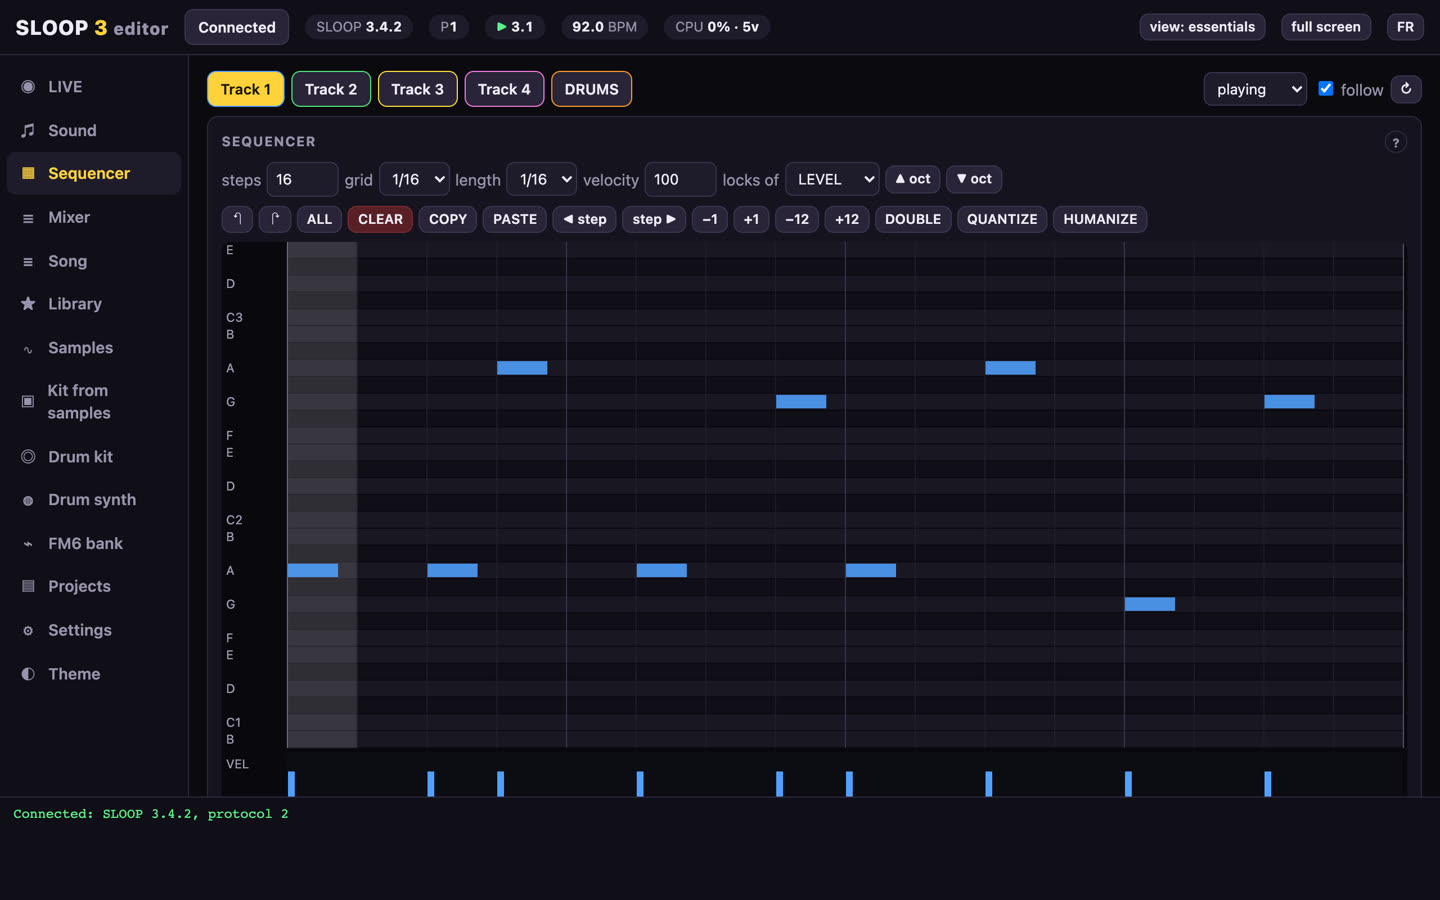 SLOOP 3 editor
Connected
SLOOP 3.4.2
P1
3.1
92.0 BPM
CPU 0% · 5v
view: essentials
full screen
FR
LIVE
Sound
Sequencer
Mixer
Song
Library
Samples
Kit from
samples
Drum kit
Drum synth
FM6 bank
Projects
Settings
Theme
Track 1
Track 2
Track 3
Track 4
DRUMS
playing
follow
SEQUENCER
?
steps 16 grid 1/16 length 1/16 velocity 100 locks of LEVEL ▲ oct ▼ oct
ALL CLEAR COPY PASTE ◀ step step ▶ −1 +1 −12 +12 DOUBLE QUANTIZE HUMANIZE
E
D
C3
B
A
G
F
E
D
C2
B
A
G
F
E
D
C1
B
VEL
Connected: SLOOP 3.4.2, protocol 2